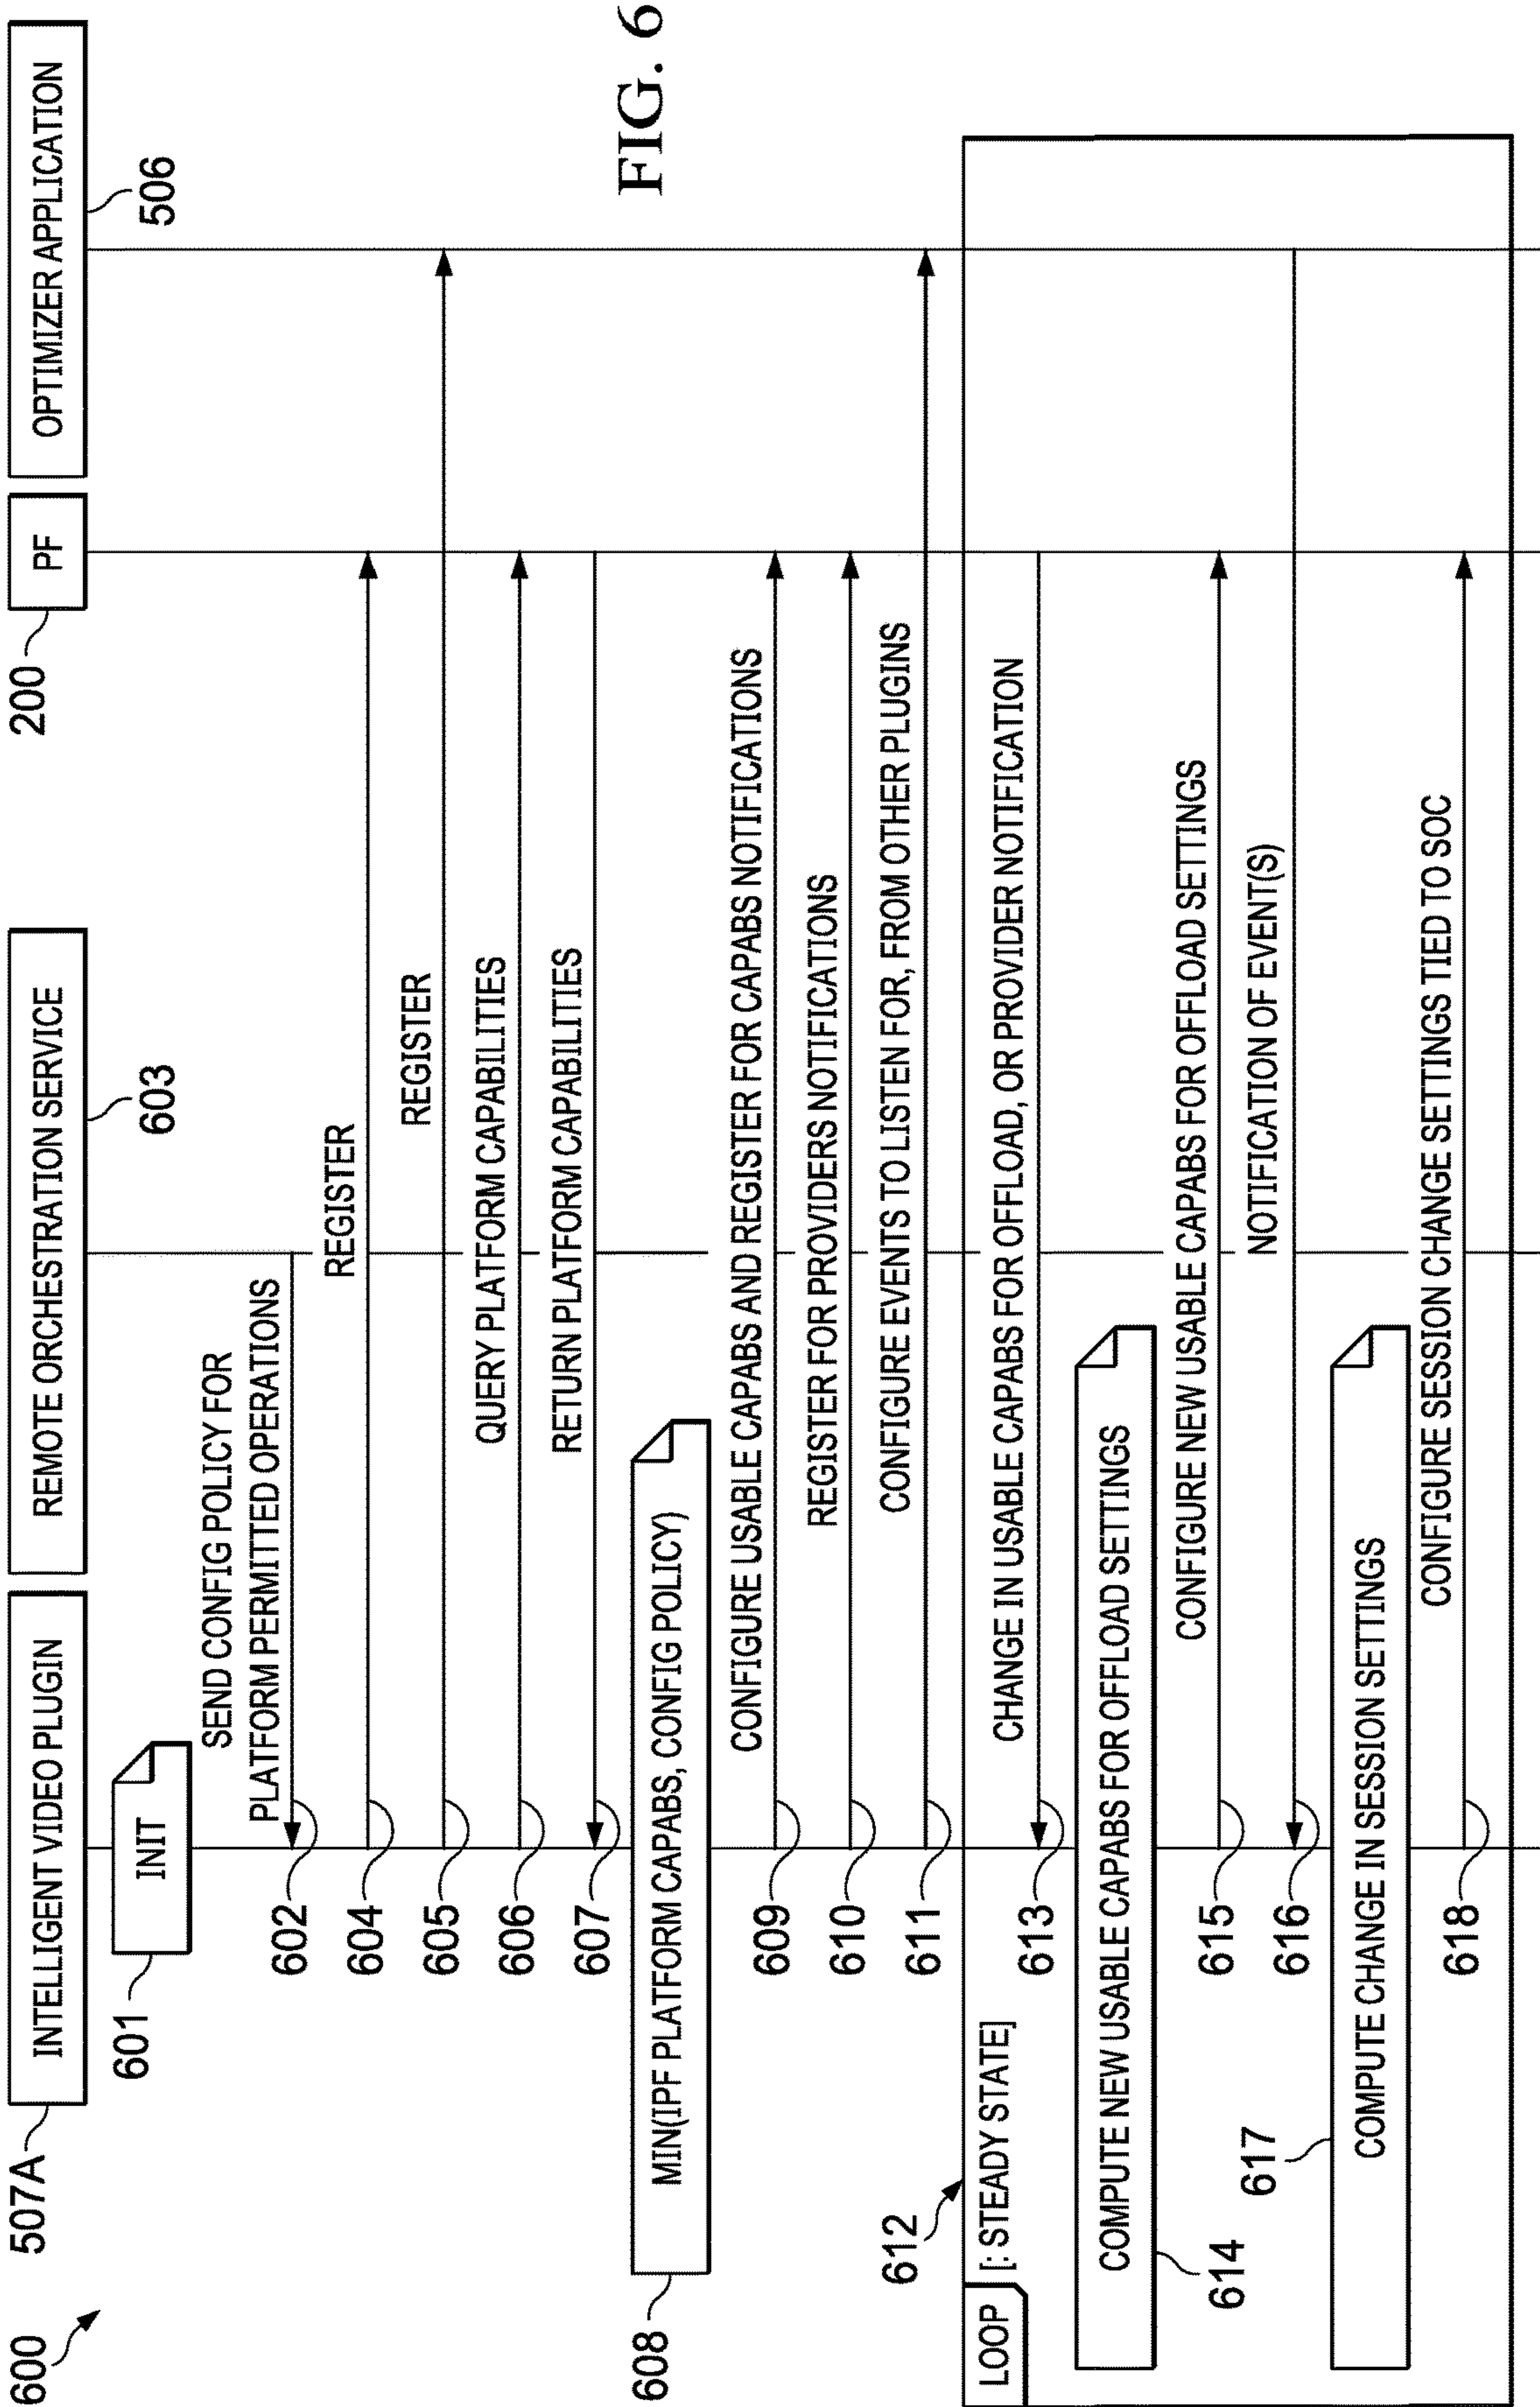 600
507A
INTELLIGENT VIDEO PLUGIN
REMOTE ORCHESTRATION SERVICE
603
200
PF
OPTIMIZER APPLICATION
506
601
INIT
SEND CONFIG POLICY FOR
PLATFORM PERMITTED OPERATIONS
602
REGISTER
604
REGISTER
605
QUERY PLATFORM CAPABILITIES
606
RETURN PLATFORM CAPABILITIES
607
608
MIN(IPF PLATFORM CAPABS, CONFIG POLICY)
CONFIGURE USABLE CAPABS AND REGISTER FOR CAPABS NOTIFICATIONS
609
REGISTER FOR PROVIDERS NOTIFICATIONS
610
CONFIGURE EVENTS TO LISTEN FOR, FROM OTHER PLUGINS
611
612
LOOP
[: STEADY STATE]
CHANGE IN USABLE CAPABS FOR OFFLOAD, OR PROVIDER NOTIFICATION
613
COMPUTE NEW USABLE CAPABS FOR OFFLOAD SETTINGS
614
CONFIGURE NEW USABLE CAPABS FOR OFFLOAD SETTINGS
615
NOTIFICATION OF EVENT(S)
616
617
COMPUTE CHANGE IN SESSION SETTINGS
CONFIGURE SESSION CHANGE SETTINGS TIED TO SOC
618
FIG. 6